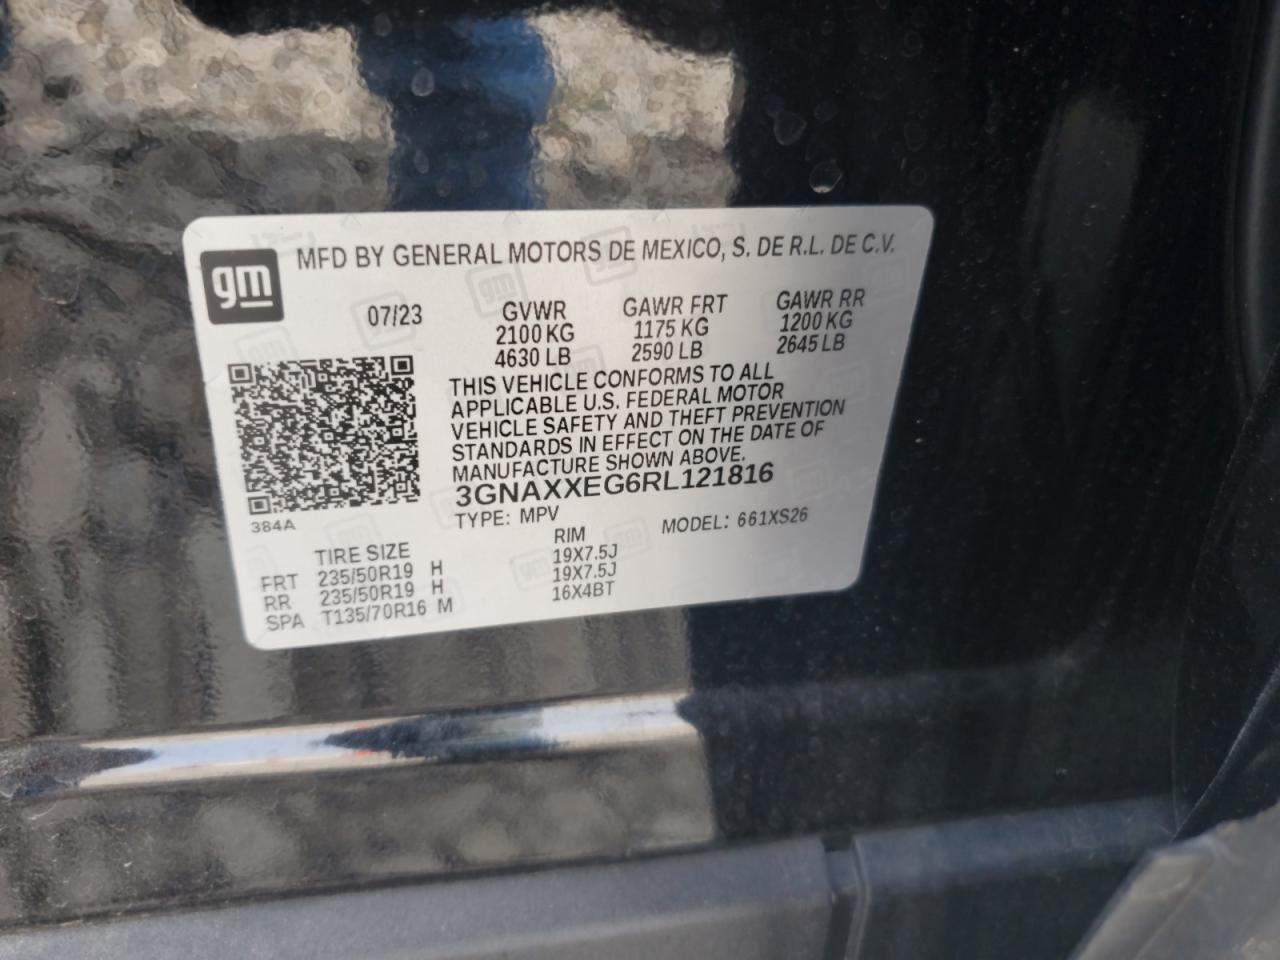 gm
MFD BY GENERAL MOTORS DE MEXICO, S. DE R.L. DE C.V.
07/23 GVWR GAWR FRT GAWR RR
2100 KG 1175 KG 1200 KG
4630 LB 2590 LB 2645 LB
THIS VEHICLE CONFORMS TO ALL
APPLICABLE U.S. FEDERAL MOTOR
VEHICLE SAFETY AND THEFT PREVENTION
STANDARDS IN EFFECT ON THE DATE OF
MANUFACTURE SHOWN ABOVE.
3GNAXXEG6RL121816
384A
TYPE: MPV MODEL: 661XS26
TIRE SIZE RIM
FRT 235/50R19 H 19X7.5J
RR 235/50R19 H 19X7.5J
SPA T135/70R16 M 16X4BT